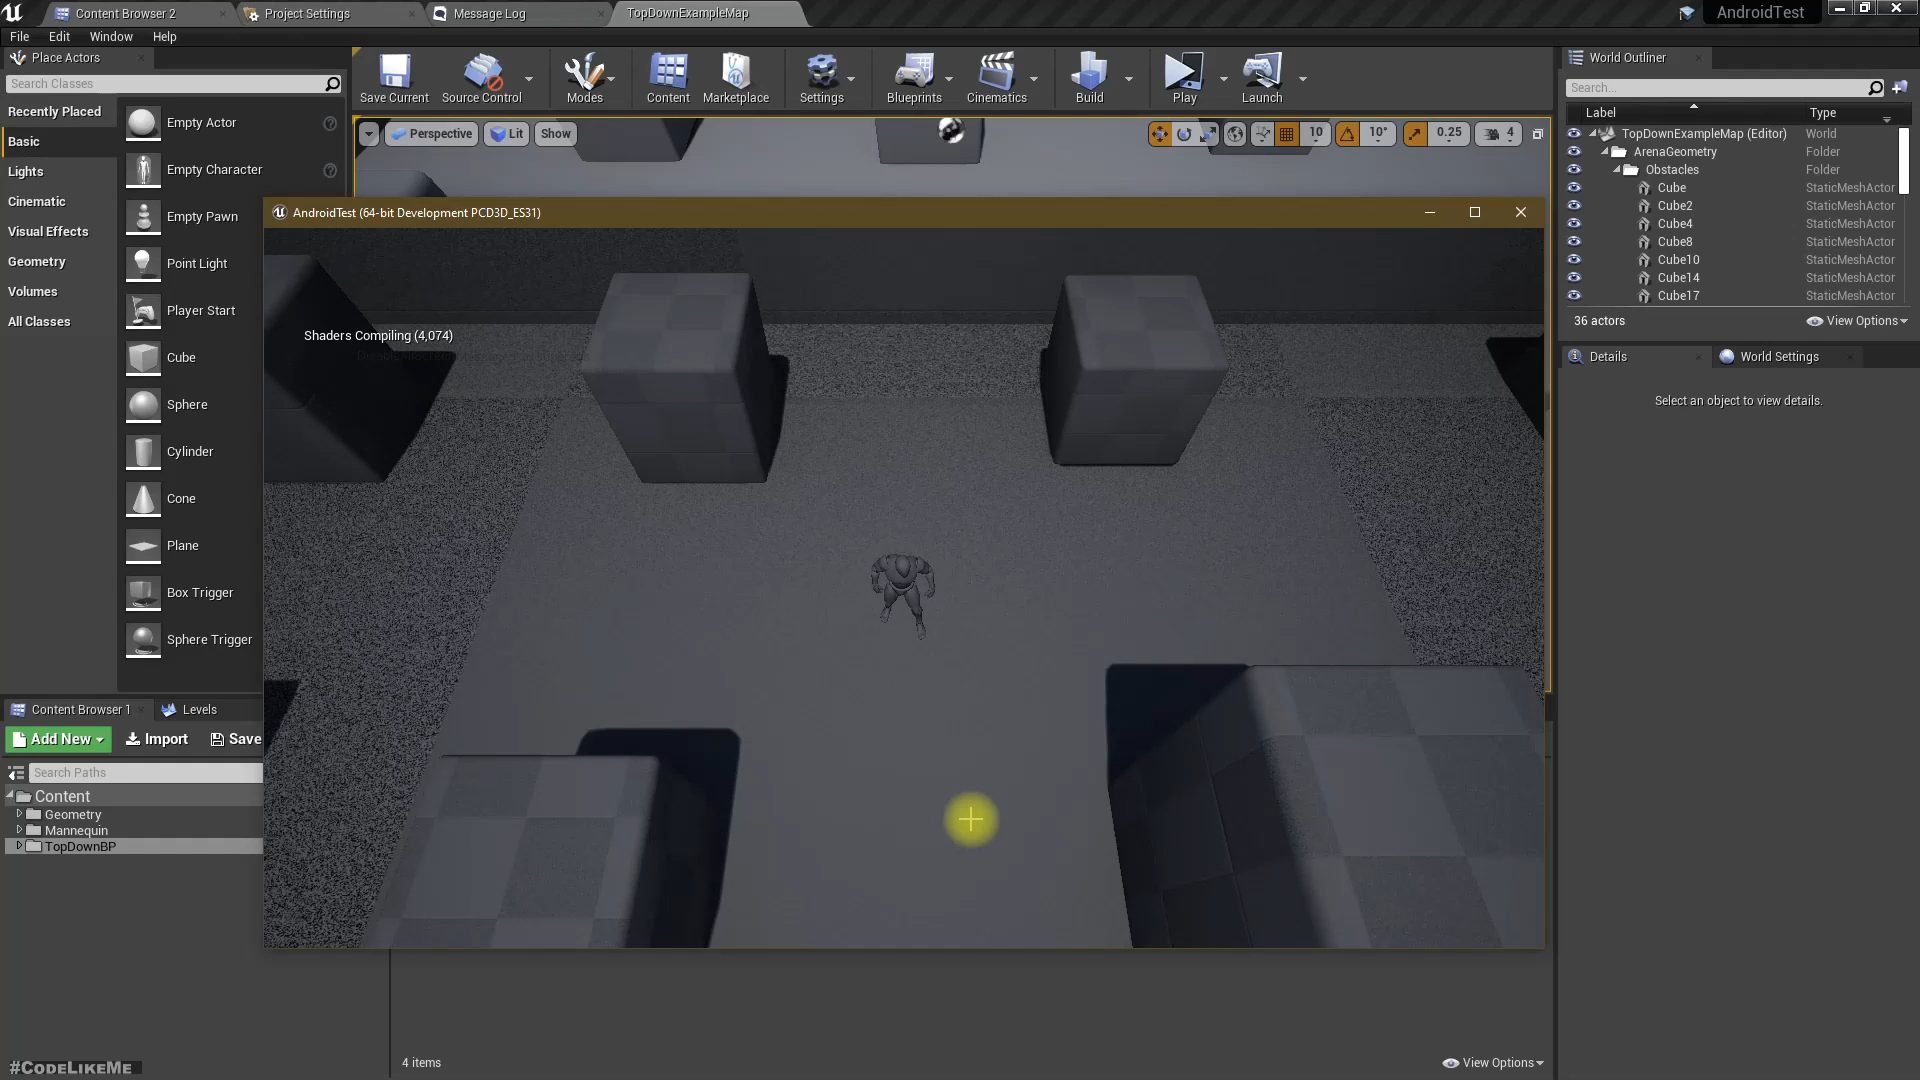 Content Browser 2
Project Settings
Message Log
TopDownExampleMap
AndroidTest
File Edit Window Help
Place Actors
Search Classes
Recently Placed
Basic
Lights
Cinematic
Visual Effects
Geometry
Volumes
All Classes
Empty Actor
Empty Character
Empty Pawn
Point Light
Player Start
Cube
Sphere
Cylinder
Cone
Plane
Box Trigger
Sphere Trigger
Save Current
Source Control
Modes
Content
Marketplace
Settings
Blueprints
Cinematics
Build
Play
Launch
Perspective
Lit
Show
10
10°
0.25
4
AndroidTest (64-bit Development PCD3D_ES31)
Shaders Compiling (4,074)
World Outliner
Search...
Label Type
TopDownExampleMap (Editor) World
ArenaGeometry Folder
Obstacles Folder
Cube StaticMeshActor
Cube2 StaticMeshActor
Cube4 StaticMeshActor
Cube8 StaticMeshActor
Cube10 StaticMeshActor
Cube14 StaticMeshActor
Cube17 StaticMeshActor
36 actors View Options
Details
World Settings
Select an object to view details.
Content Browser 1
Levels
Add New
Import
Save
Search Paths
Content
Geometry
Mannequin
TopDownBP
4 items
View Options
#CodeLikeMe